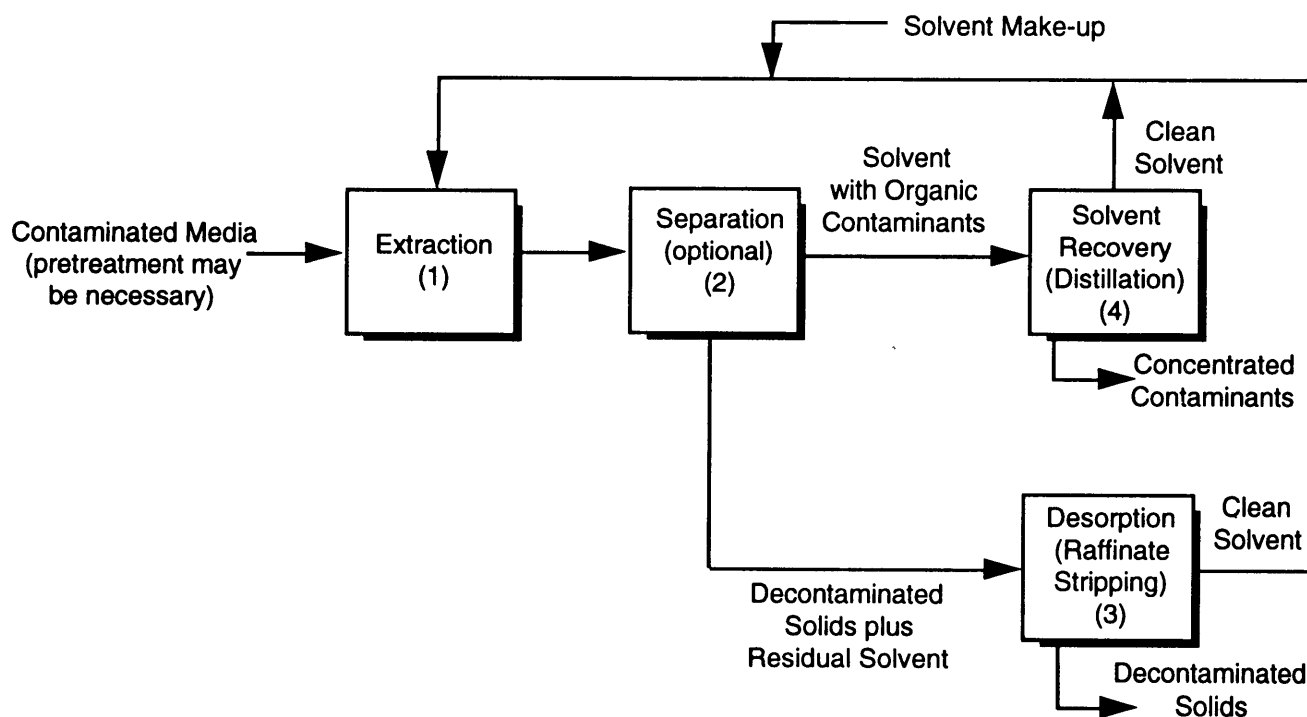 Solvent Make-up
Clean
Solvent
Solvent
with Organic
Contaminants
Contaminated Media
(pretreatment may
be necessary)
Extraction
(1)
Separation
(optional)
(2)
Solvent
Recovery
(Distillation)
(4)
Concentrated
Contaminants
Desorption
(Raffinate
Stripping)
(3)
Clean
Solvent
Decontaminated
Solids plus
Residual Solvent
Decontaminated
Solids